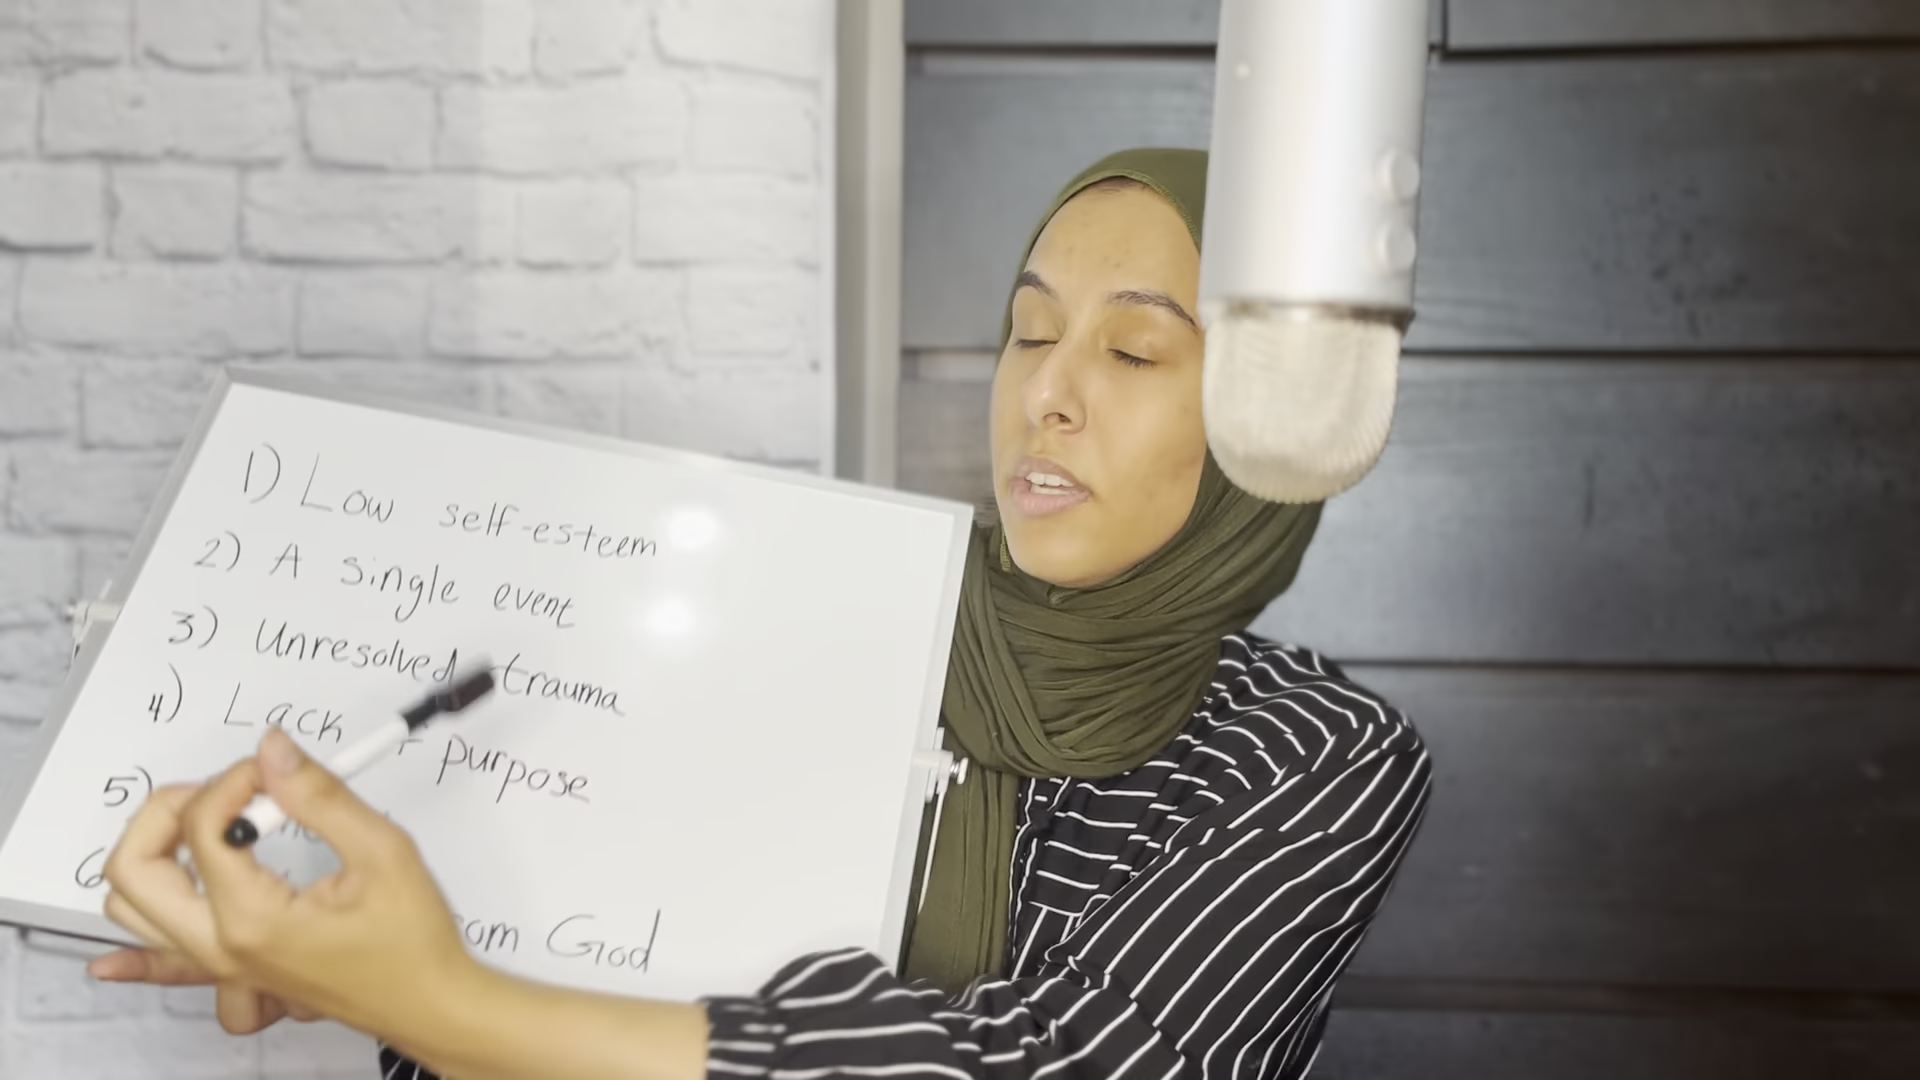 1) Low self-esteem
2) A single event
3) Unresolved trauma
4) Lack purpose
5)
6
God